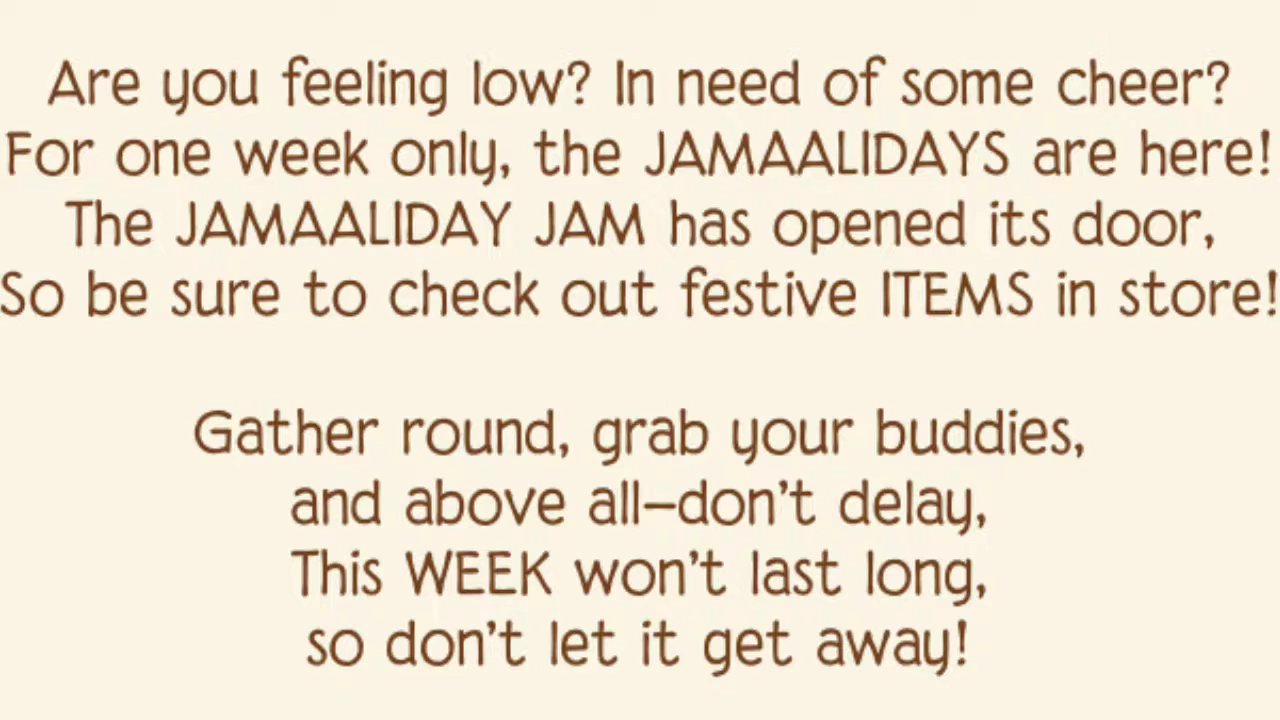 Are you feeling low? In need of some cheer?
For one week only, the JAMAALIDAYS are here!
The JAMAALIDAY JAM has opened its door,
So be sure to check out festive ITEMS in store!
Gather round, grab your buddies,
and above all–don’t delay,
This WEEK won’t last long,
so don’t let it get away!